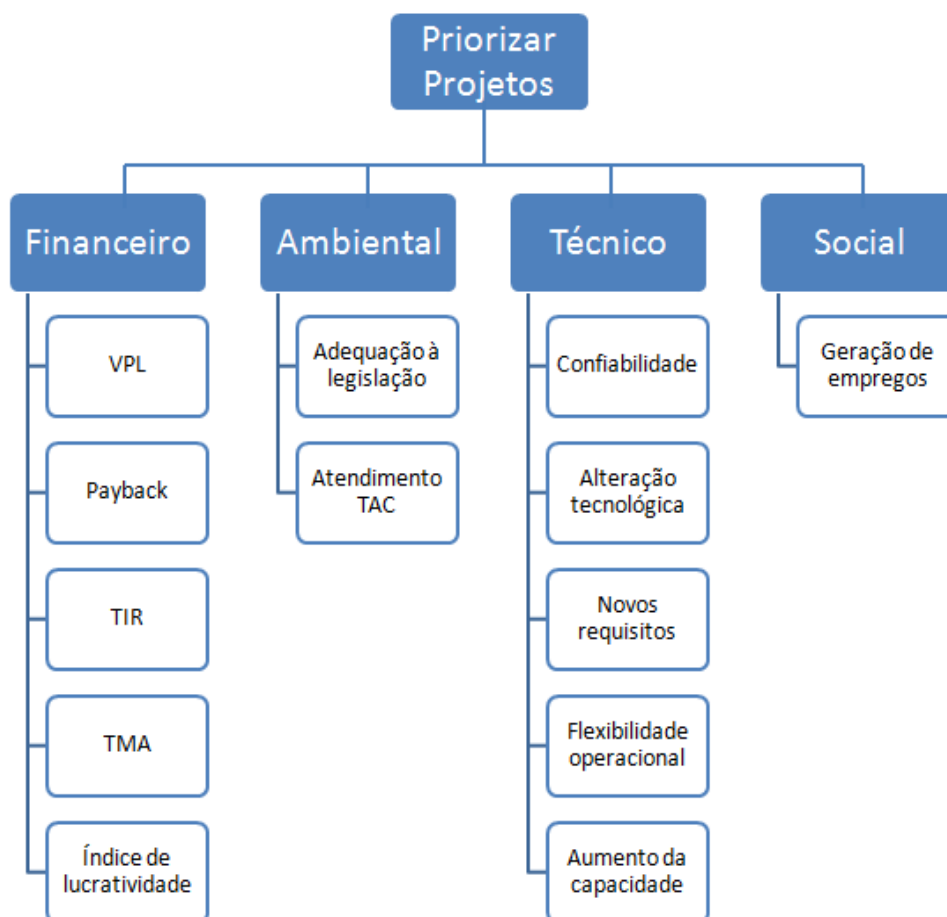 Priorizar
Projetos
Financeiro
VPL
Payback
TIR
TMA
Índice de
lucratividade
Ambiental
Adequação à
legislação
Atendimento
TAC
Técnico
Confiabilidade
Alteração
tecnológica
Novos
requisitos
Flexibilidade
operacional
Aumento da
capacidade
Social
Geração de
empregos